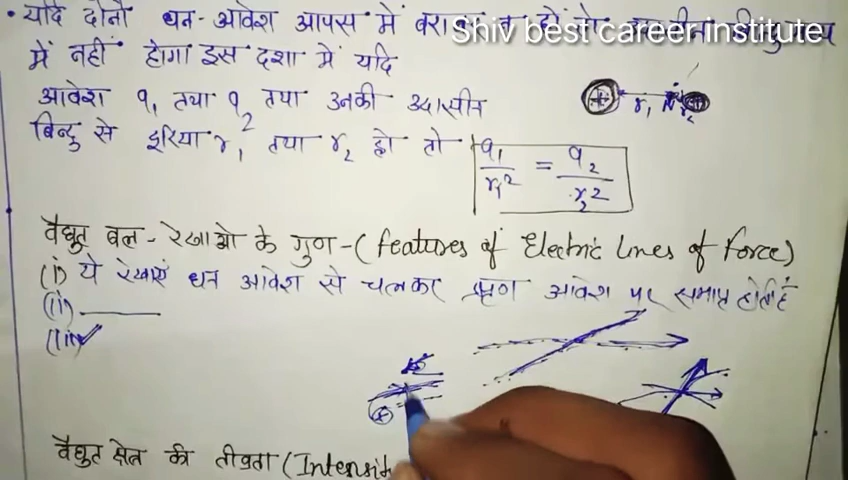 • यदि दोनों धन-आवेश आपस में
Shiv best career institute
में नहीं होगा इस दशा में यदि
आवेश q1 तथा q2 तथा उनकी उदासीन
बिन्दु से दूरिया r1 तथा r2 हो तो q1/r1² = q2/r2²
r1 N r2
वैद्युत बल-रेखाओ के गुण-(features of Electric Lines of Force)
(i) ये रेखाएं धन आवेश से चलकर ऋण आवेश पर समाप्त होती हैं
(ii)
(iii)
वैद्युत क्षेत्र की तीव्रता (Intensit